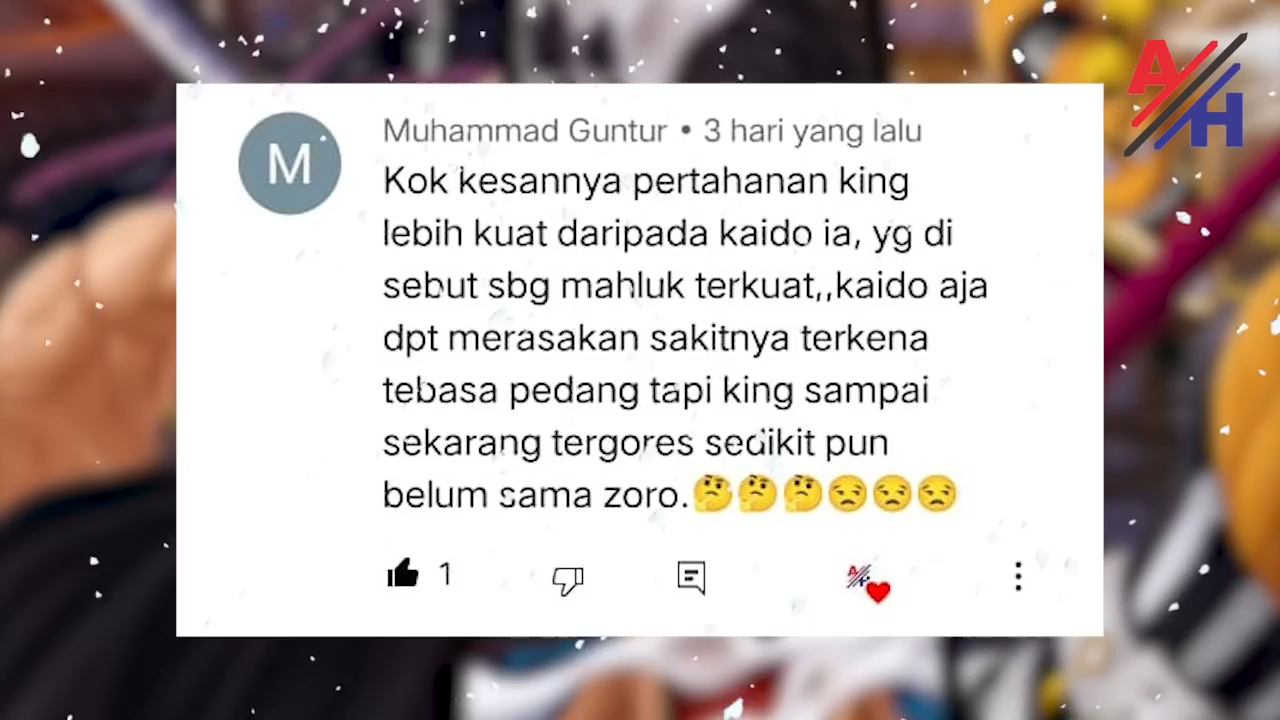 A/H
M
Muhammad Guntur • 3 hari yang lalu
Kok kesannya pertahanan king
lebih kuat daripada kaido ia, yg di
sebut sbg mahluk terkuat,,kaido aja
dpt merasakan sakitnya terkena
tebasa pedang tapi king sampai
sekarang tergores sedikit pun
belum sama zoro.🤔🤔🤔😒😒😒
1
A/H